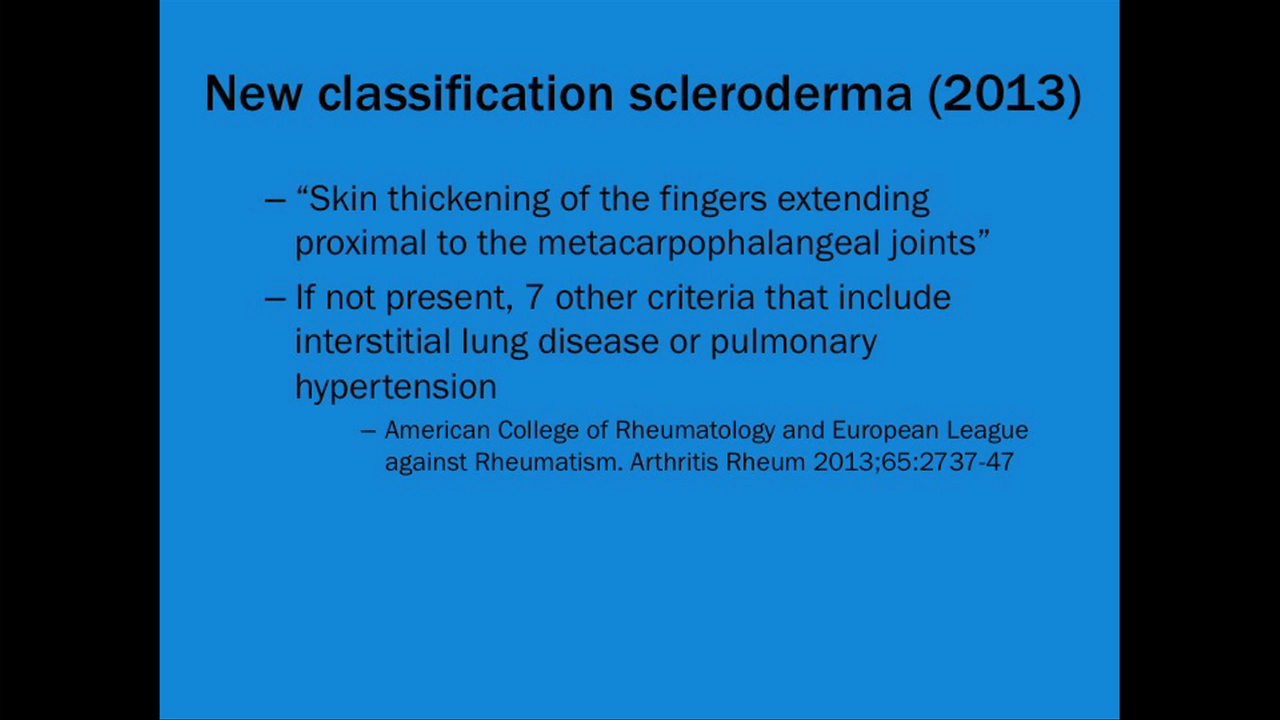 New classification scleroderma (2013)
– “Skin thickening of the fingers extending
proximal to the metacarpophalangeal joints”
– If not present, 7 other criteria that include
interstitial lung disease or pulmonary
hypertension
– American College of Rheumatology and European League
against Rheumatism. Arthritis Rheum 2013;65:2737-47